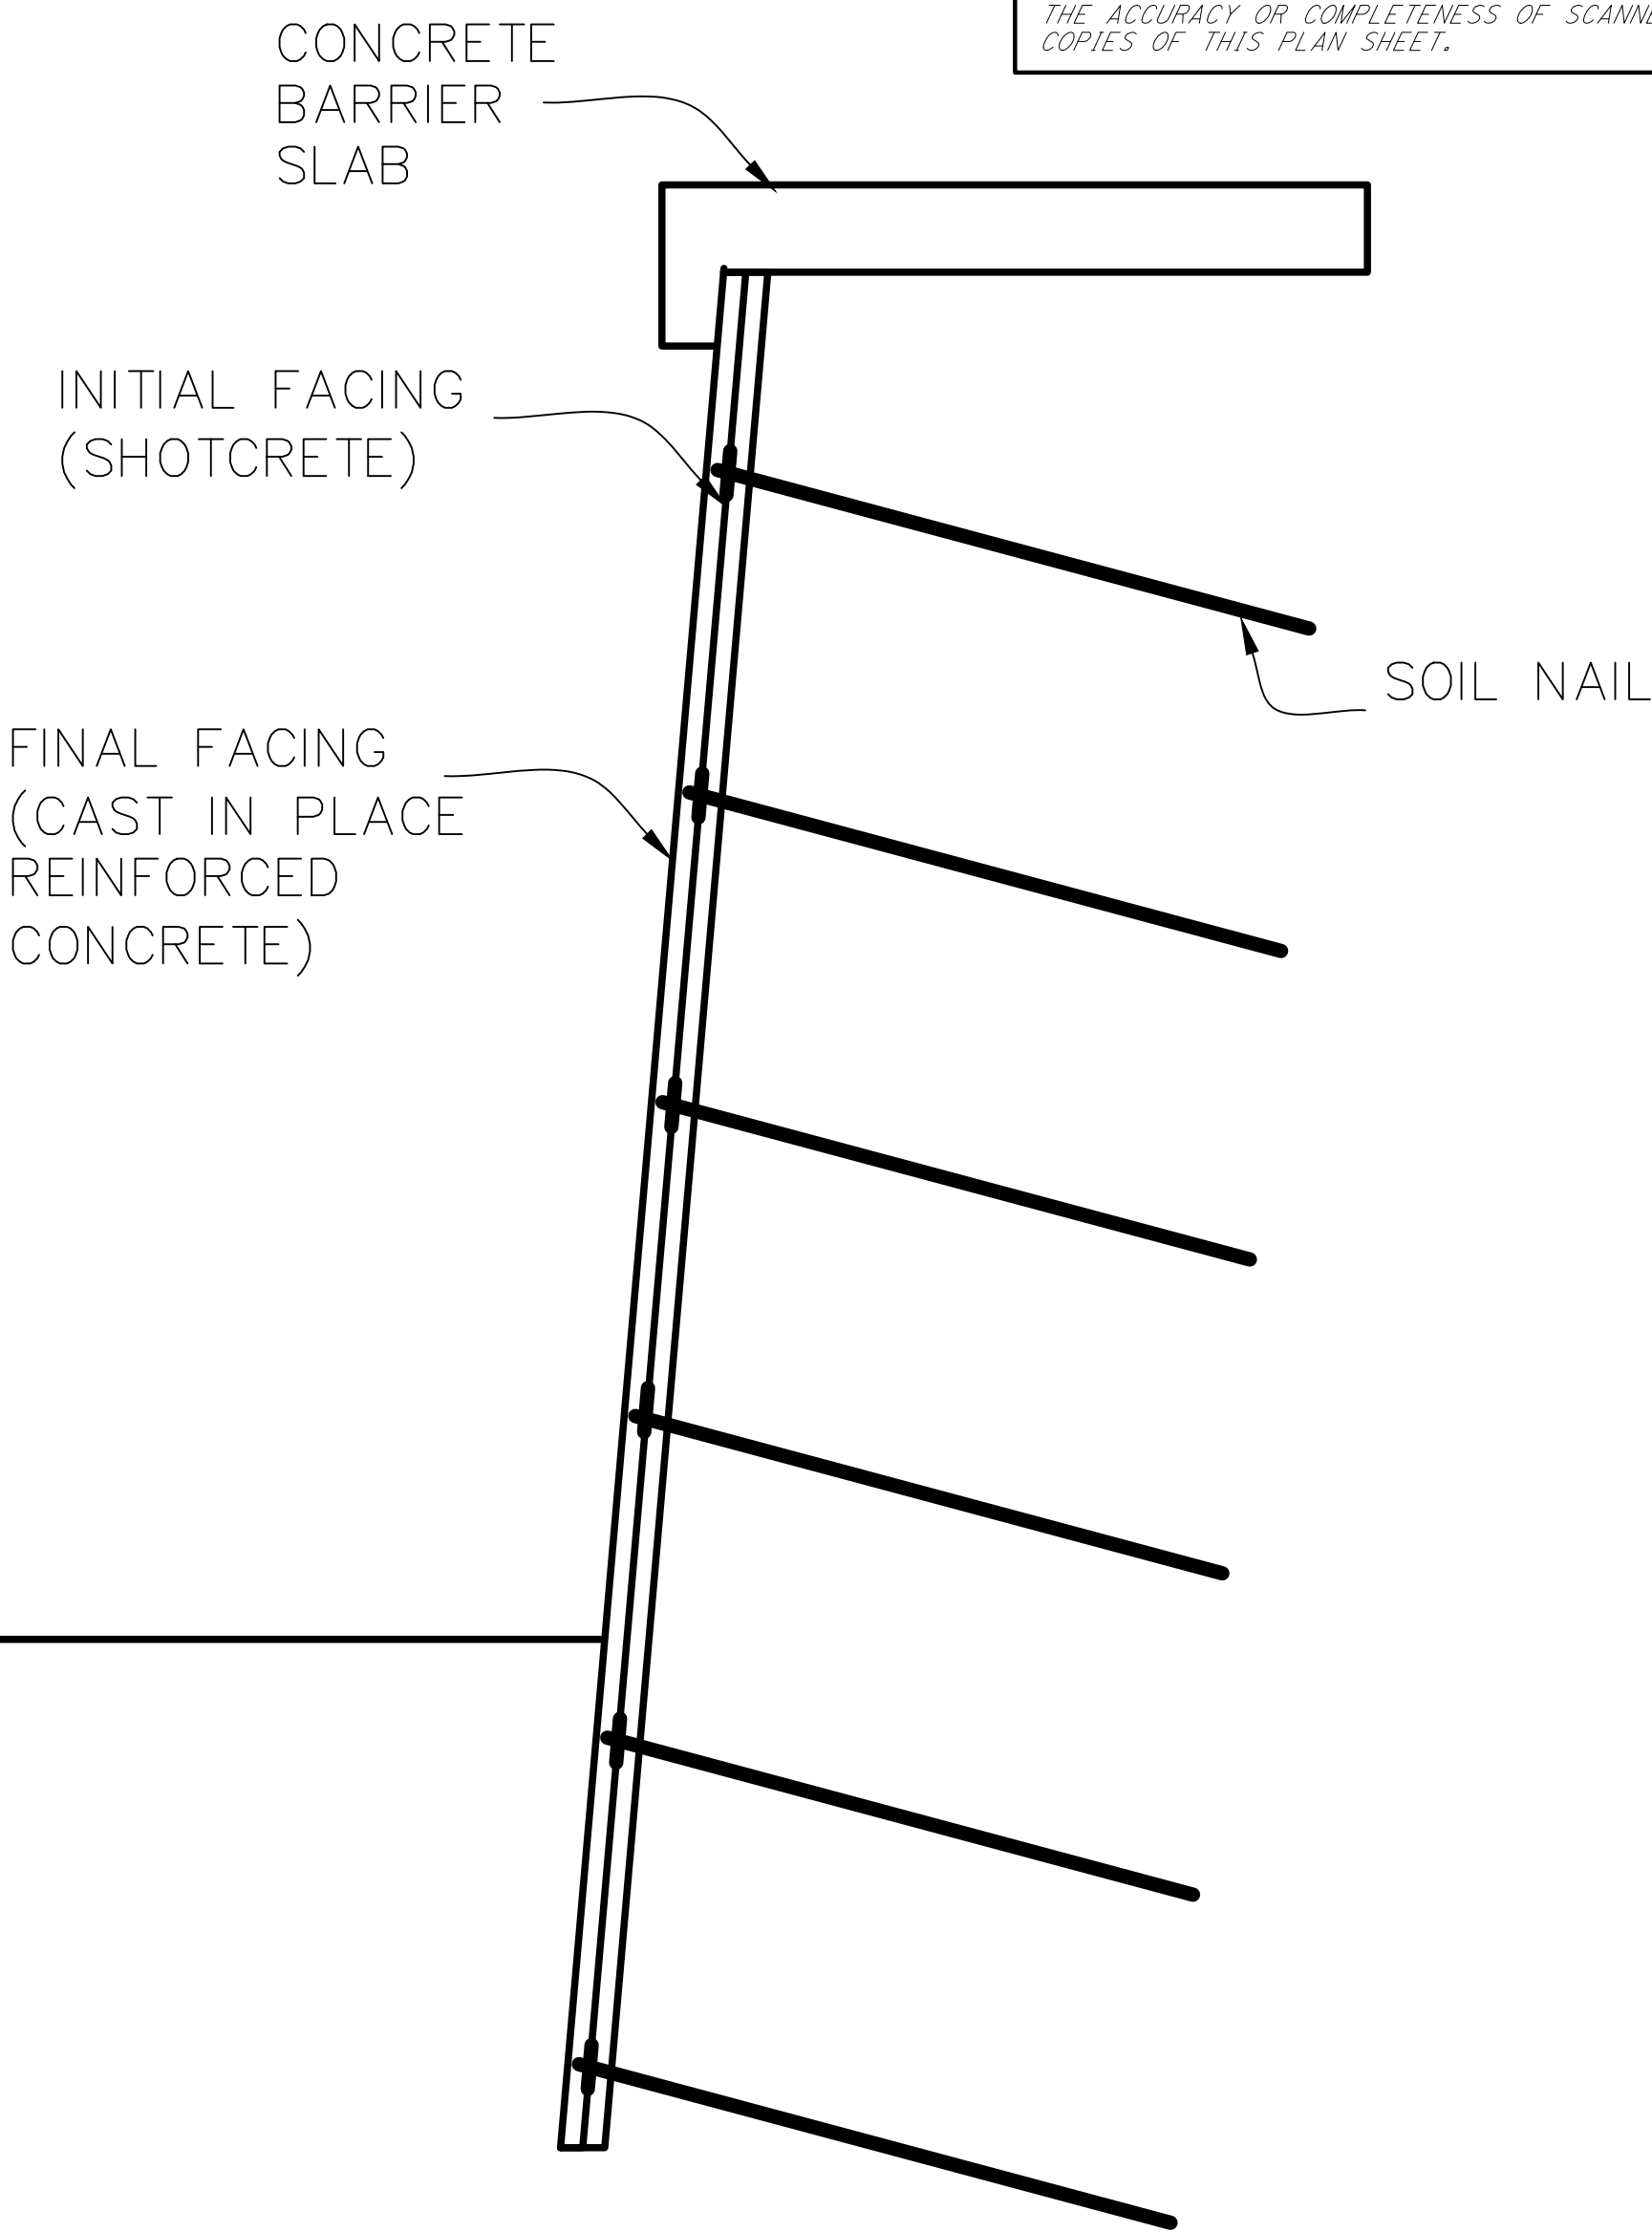 THE ACCURACY OR COMPLETENESS OF
COPIES OF THIS PLAN SHEET.
CONCRETE
BARRIER
SLAB
INITIAL FACING
(SHOTCRETE)
SOIL NAIL
FINAL FACING
(CAST IN PLACE
REINFORCED
CONCRETE)